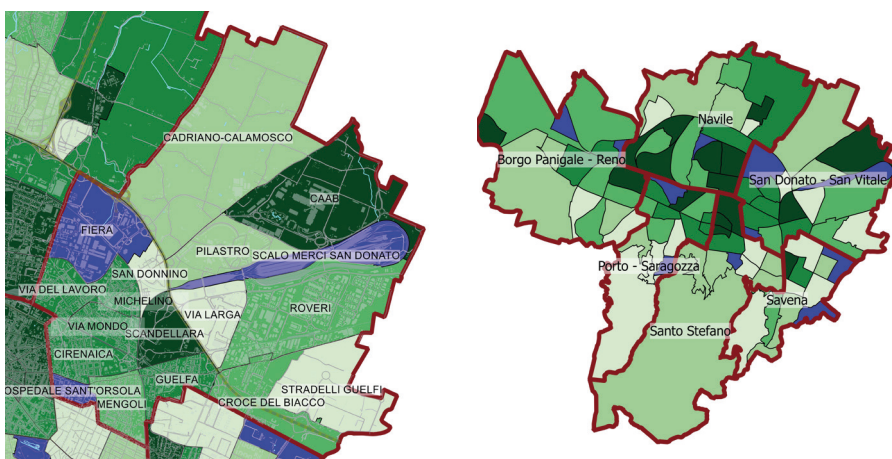 CADRIANO-CALAMOSCO
CAAB
FIERA
PILASTRO
SCALO MERCI SAN DONATO
SAN DONNINO
VIA DEL LAVORO
MICHELINO
ROVERI
VIA LARGA
VIA MONDO
SCANDELLARA
CIRENAICA
GUELFA
OSPEDALE SANT'ORSOLA
STRADELLI GUELFI
MENGOLI
CROCE DEL BIACCO
Navile
Borgo Panigale - Reno
San Donato - San Vitale
Porto - Saragozza
Savena
Santo Stefano